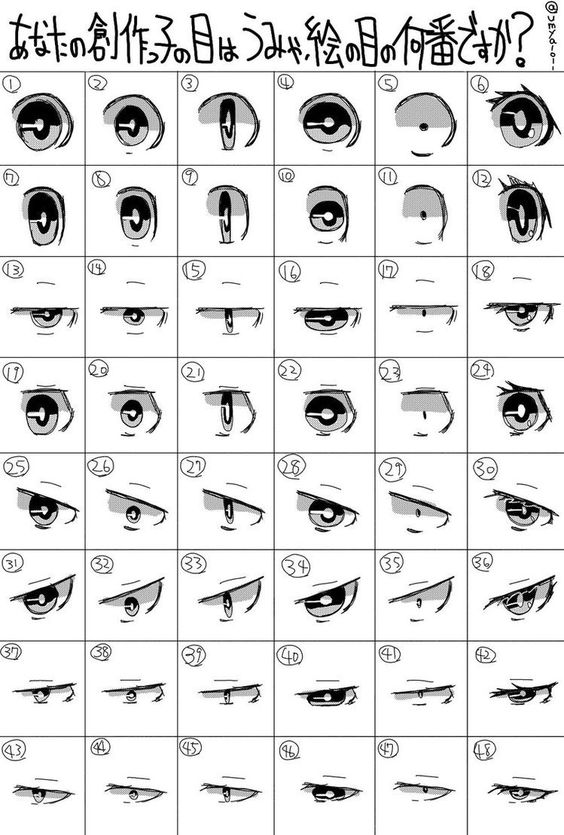 あなたの創作っ子の目は うみや、絵の目の何番ですか？
@umya1011
① ② ③ ④ ⑤ ⑥
⑦ ⑧ ⑨ ⑩ ⑪ ⑫
⑬ ⑭ ⑮ ⑯ ⑰ ⑱
⑲ ⑳ ㉑ ㉒ ㉓ ㉔
㉕ ㉖ ㉗ ㉘ ㉙ ㉚
㉛ ㉜ ㉝ ㉞ ㉟ ㊱
㊲ ㊳ ㊴ ㊵ ㊶ ㊷
㊸ ㊹ ㊺ ㊻ ㊼ ㊽